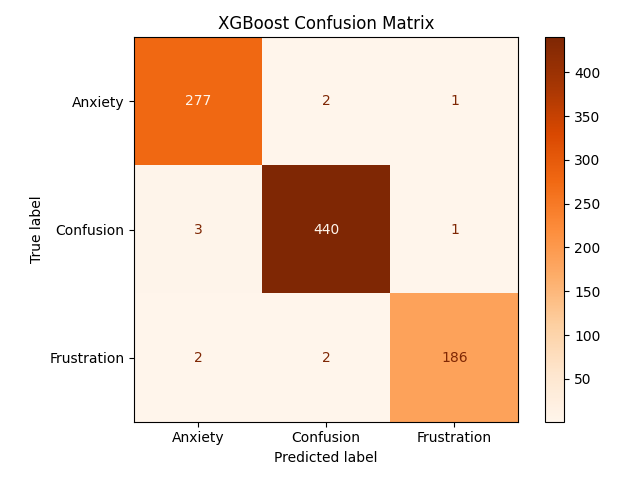 XGBoost Confusion Matrix
Anxiety 277 2 1
Confusion 3 440 1
Frustration 2 2 186
Anxiety Confusion Frustration
Predicted label
True label
400
350
300
250
200
150
100
50